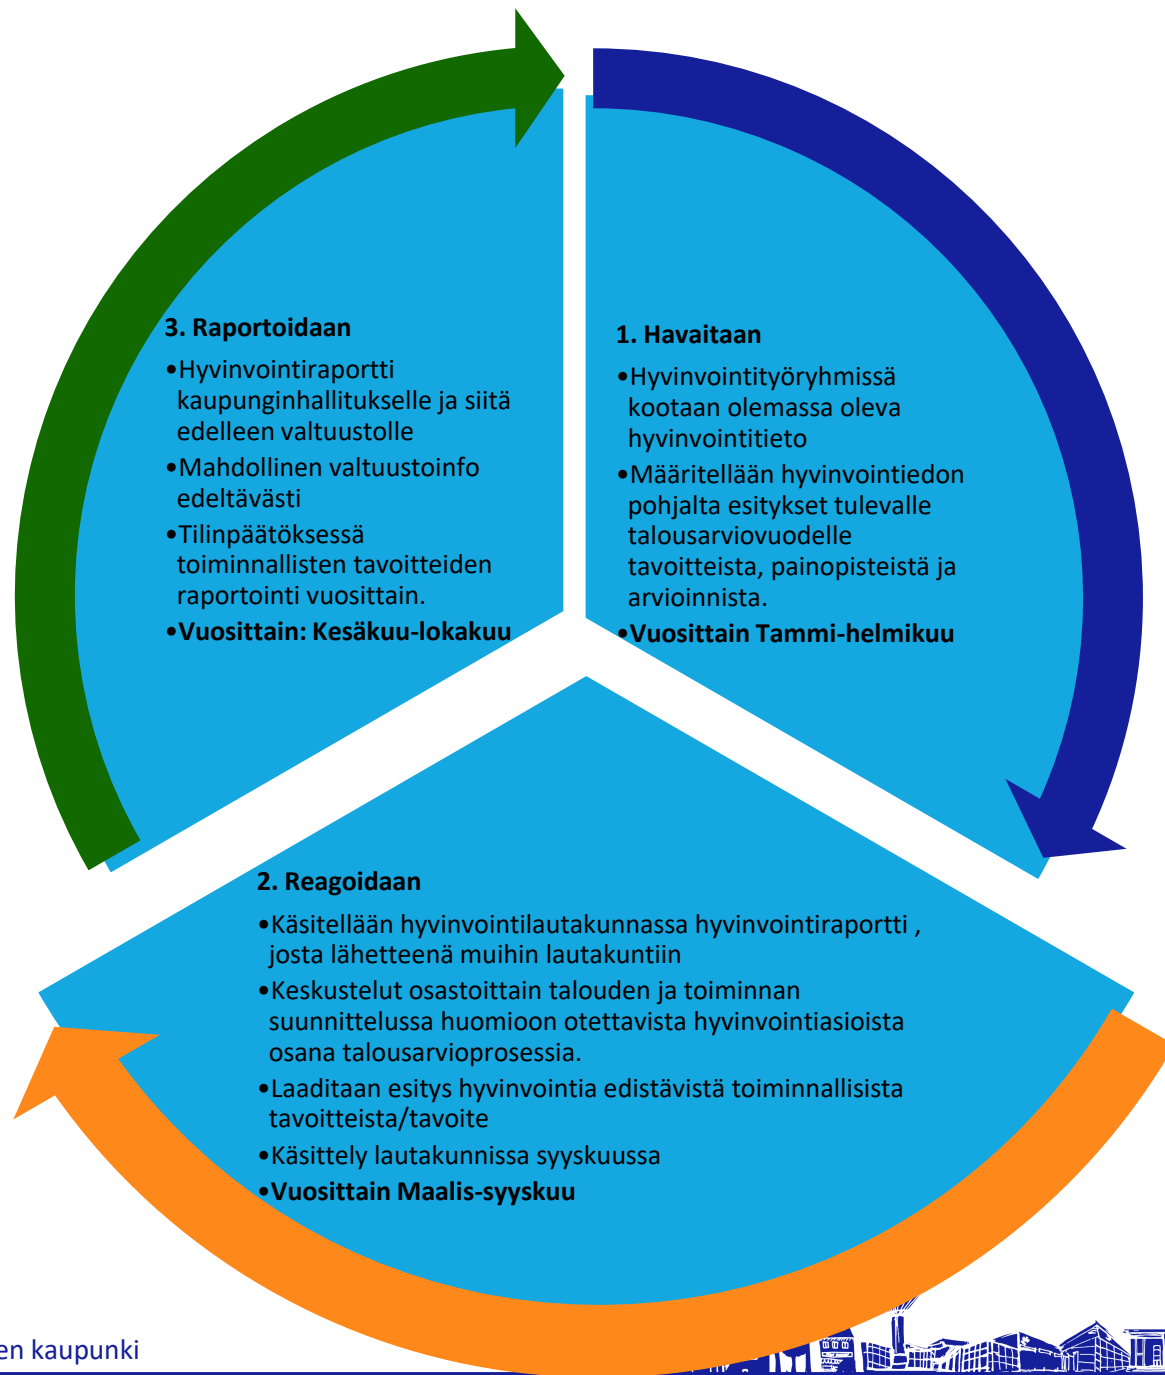 1. Havaitaan
•Hyvinvointityöryhmissä
kootaan olemassa oleva
hyvinvointitieto
•Määritellään hyvinvointiedon
pohjalta esitykset tulevalle
talousarviovuodelle
tavoitteista, painopisteistä ja
arvioinnista.
•Vuosittain Tammi-helmikuu
2. Reagoidaan
•Käsitellään hyvinvointilautakunnassa hyvinvointiraportti ,
josta lähetteenä muihin lautakuntiin
•Keskustelut osastoittain talouden ja toiminnan
suunnittelussa huomioon otettavista hyvinvointiasioista
osana talousarvioprosessia.
•Laaditaan esitys hyvinvointia edistävistä toiminnallisista
tavoitteista/tavoite
•Käsittely lautakunnissa syyskuussa
•Vuosittain Maalis-syyskuu
3. Raportoidaan
•Hyvinvointiraportti
kaupunginhallitukselle ja siitä
edelleen valtuustolle
•Mahdollinen valtuustoinfo
edeltävästi
•Tilinpäätöksessä
toiminnallisten tavoitteiden
raportointi vuosittain.
•Vuosittain: Kesäkuu-lokakuu
en kaupunki